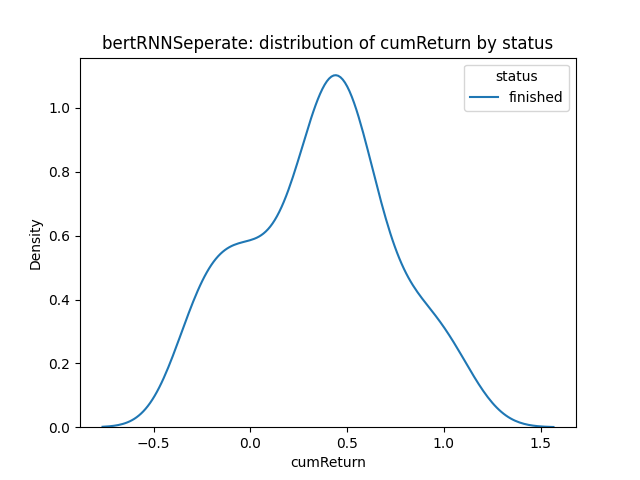 bertRNNSeperate: distribution of cumReturn by status
status
finished
Density
1.0
0.8
0.6
0.4
0.2
0.0
−0.5 0.0 0.5 1.0 1.5
cumReturn